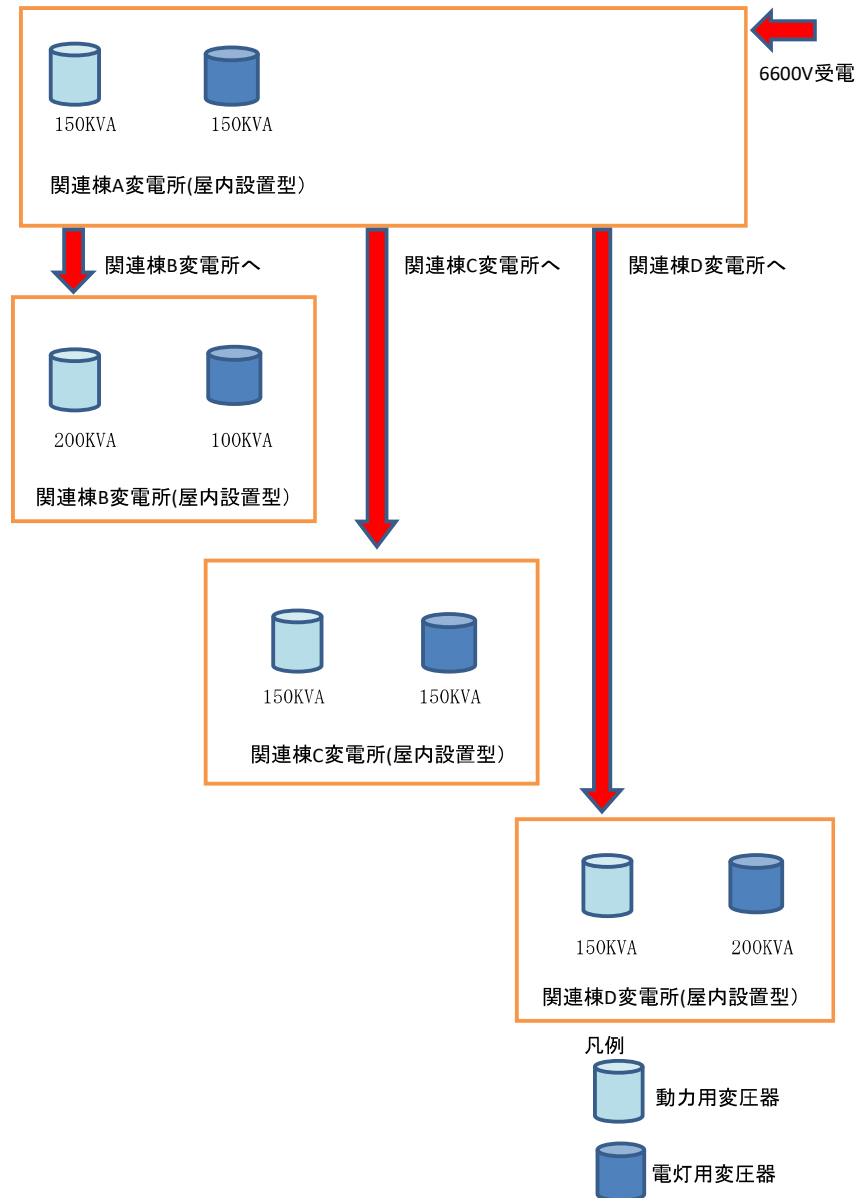 6600V受電
150KVA
150KVA
関連棟A変電所(屋内設置型）
関連棟B変電所へ
関連棟C変電所へ
関連棟D変電所へ
200KVA
100KVA
関連棟B変電所(屋内設置型）
150KVA
150KVA
関連棟C変電所(屋内設置型）
150KVA
200KVA
関連棟D変電所(屋内設置型）
凡例
動力用変圧器
電灯用変圧器